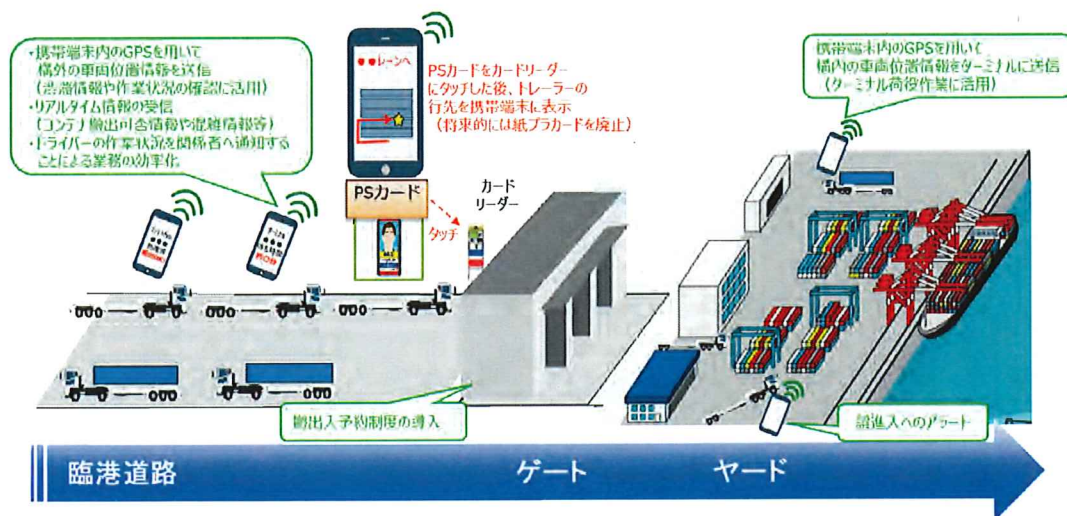 ・携帯端末内のGPSを用いて
構外の車両位置情報を送信
(渋滞情報や作業状況の確認に活用)
・リアルタイム情報の受信
(コンテナ搬出可否情報や混雑情報等)
・ドライバーの作業状況を関係者へ通知する
ことによる業務の効率化
●●レーンへ
PSカードをカードリーダー
にタッチした後、トレーラーの
行先を携帯端末に表示
(将来的には紙プラカードを廃止)
携帯端末内のGPSを用いて
構内の車両位置情報をターミナルに送信
(ターミナル荷役作業に活用)
PSカード
カード
リーダー
タッチ
搬出入予約制度の導入
誤進入へのアラート
臨港道路
ゲート
ヤード